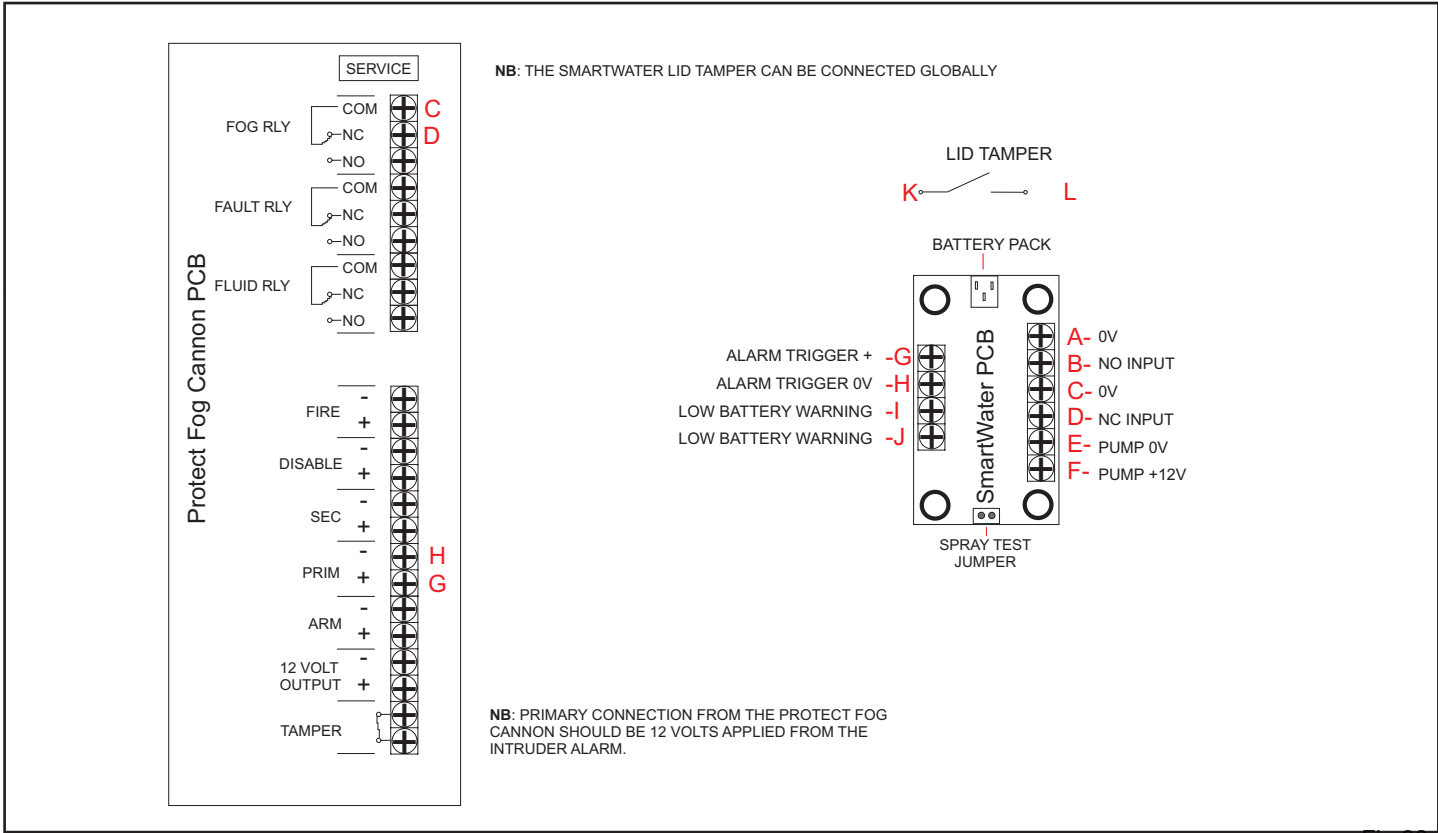 SERVICE
NB: THE SMARTWATER LID TAMPER CAN BE CONNECTED GLOBALLY
Protect Fog Cannon PCB
FOG RLY
COM
C
NC
D
NO
FAULT RLY
COM
NC
NO
FLUID RLY
COM
NC
NO
FIRE
-
+
DISABLE
-
+
SEC
-
+
PRIM
-
H
+
G
ARM
-
+
12 VOLT
OUTPUT
-
+
TAMPER
LID TAMPER
K
L
BATTERY PACK
SmartWater PCB
ALARM TRIGGER + -G
ALARM TRIGGER 0V -H
LOW BATTERY WARNING -I
LOW BATTERY WARNING -J
A- 0V
B- NO INPUT
C- 0V
D- NC INPUT
E- PUMP 0V
F- PUMP +12V
SPRAY TEST
JUMPER
NB: PRIMARY CONNECTION FROM THE PROTECT FOG
CANNON SHOULD BE 12 VOLTS APPLIED FROM THE
INTRUDER ALARM.